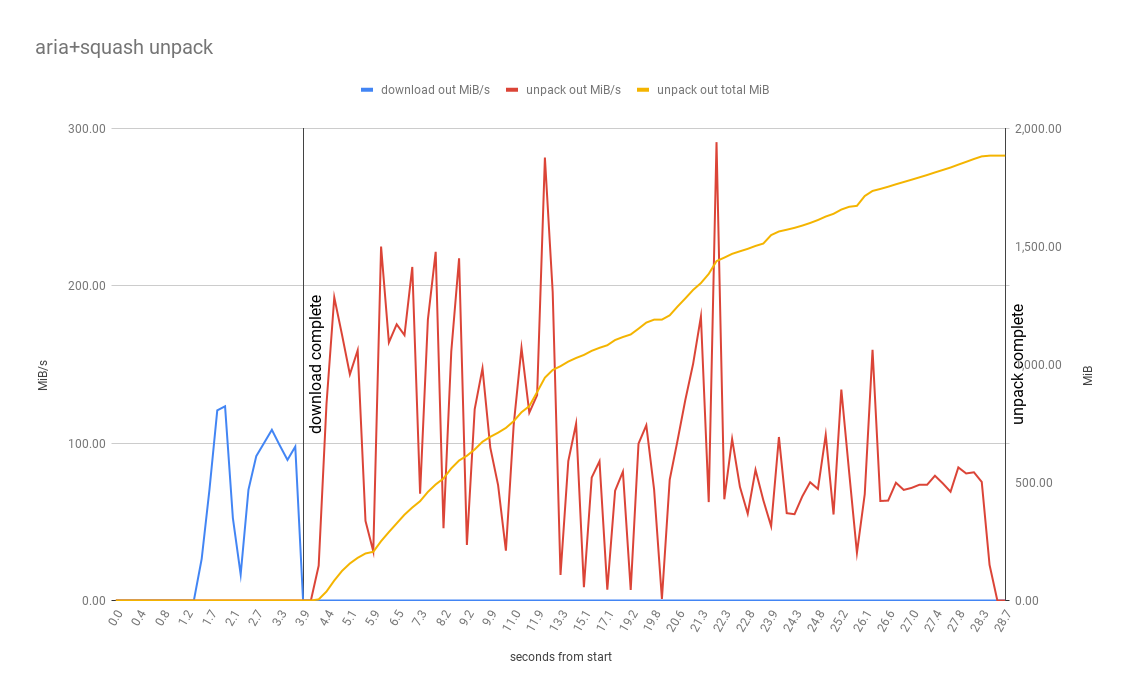 aria+squash unpack
download out MiB/s unpack out MiB/s unpack out total MiB
300.00
200.00
100.00
0.00
MiB/s
download complete
unpack complete
2,000.00
1,500.00
1,000.00
500.00
0.00
MiB
0.0 0.4 0.8 1.2 1.7 2.1 2.7 3.3 3.9 4.4 5.1 5.9 6.5 7.3 8.2 9.2 9.9 11.0 11.9 13.3 15.1 17.1 19.2 19.8 20.6 21.3 22.3 22.8 23.9 24.3 24.8 25.2 26.1 26.6 27.0 27.4 27.8 28.3 28.7
seconds from start